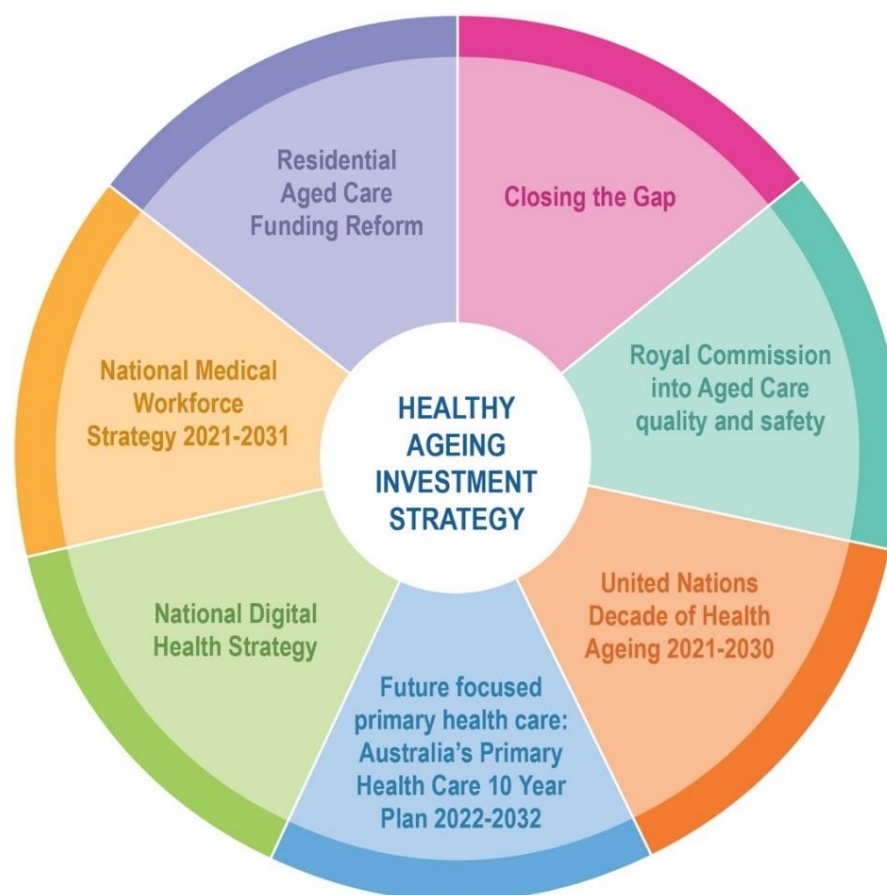 HEALTHY
AGEING
INVESTMENT
STRATEGY
Closing the Gap
Royal Commission
into Aged Care
quality and safety
United Nations
Decade of Health
Ageing 2021-2030
Future focused
primary health care:
Australia's Primary
Health Care 10 Year
Plan 2022-2032
National Digital
Health Strategy
National Medical
Workforce
Strategy 2021-2031
Residential
Aged Care
Funding Reform